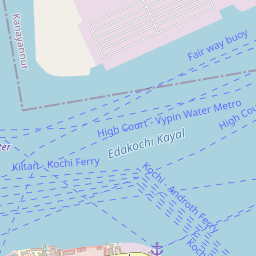 Kanayannur
Fair way buoy
High Court - Vypin Water Metro
High Cou
ter
Edakochi Kayal
Kiltan - Kochi Ferry
Kochi - Androth Ferry
Kochi